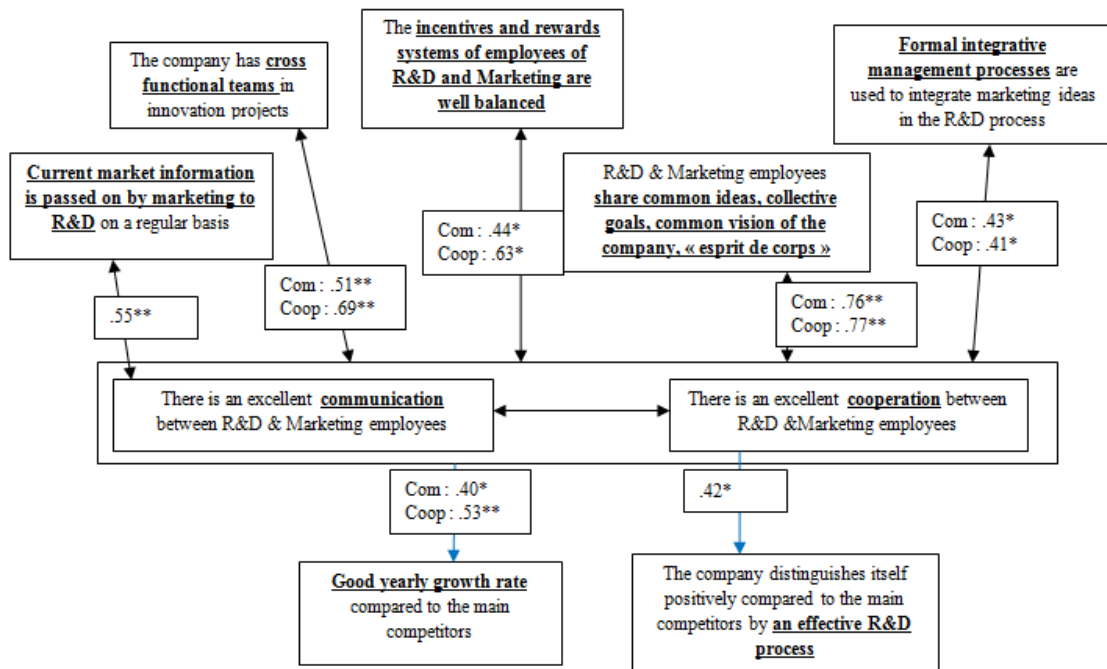 The company has cross
functional teams in
innovation projects
The incentives and rewards
systems of employees of
R&D and Marketing are
well balanced
Formal integrative
management processes are
used to integrate marketing ideas
in the R&D process
Current market information
is passed on by marketing to
R&D on a regular basis
R&D & Marketing employees
share common ideas, collective
goals, common vision of the
company, « esprit de corps »
Com : .44*
Coop : .63*
Com : .43*
Coop : .41*
.55**
Com : .51**
Coop : .69**
Com : .76**
Coop : .77**
There is an excellent communication
between R&D & Marketing employees
There is an excellent cooperation between
R&D &Marketing employees
Com : .40*
Coop : .53**
.42*
Good yearly growth rate
compared to the main
competitors
The company distinguishes itself
positively compared to the main
competitors by an effective R&D
process